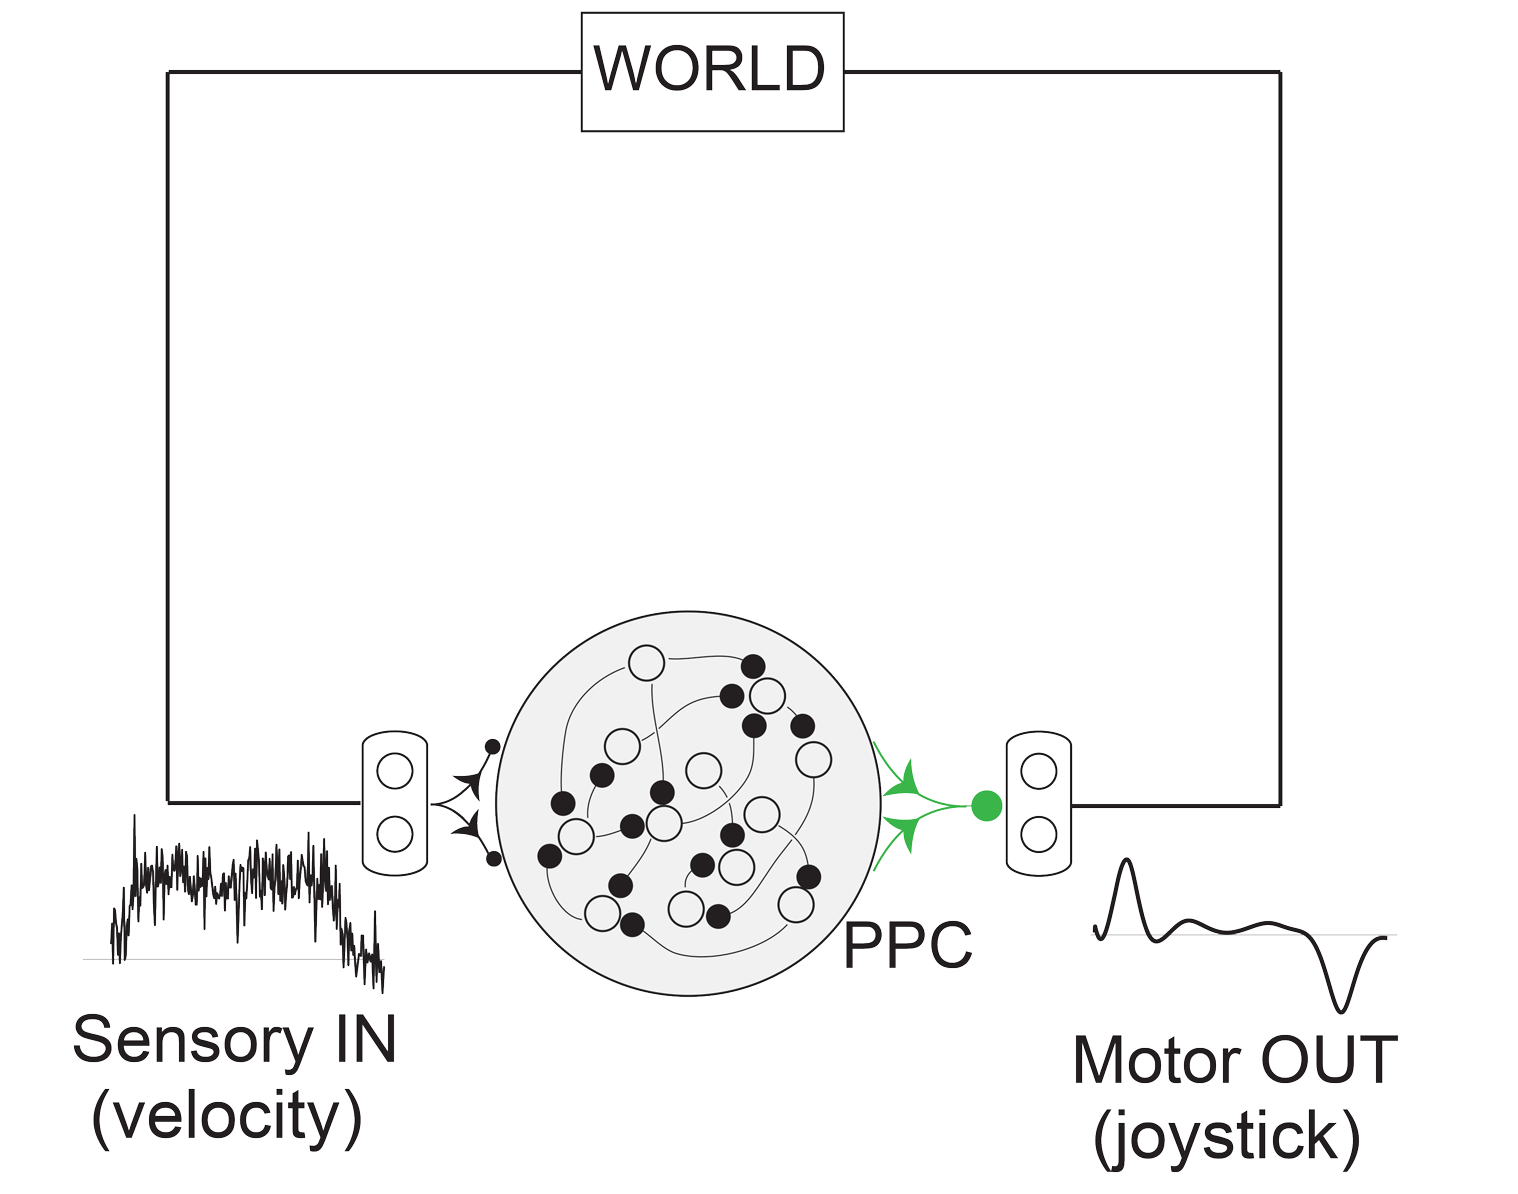 WORLD
PPC
Sensory IN
(velocity)
Motor OUT
(joystick)